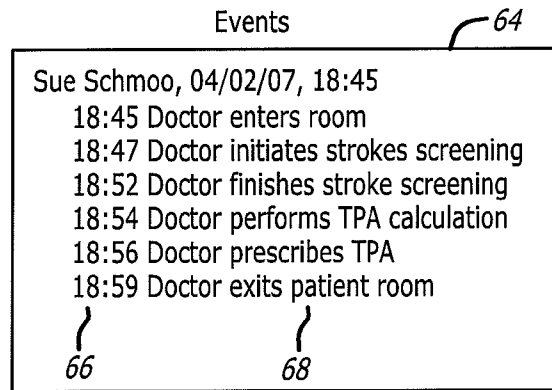 Events
64
Sue Schmoo, 04/02/07, 18:45
18:45 Doctor enters room
18:47 Doctor initiates strokes screening
18:52 Doctor finishes stroke screening
18:54 Doctor performs TPA calculation
18:56 Doctor prescribes TPA
18:59 Doctor exits patient room
66
68